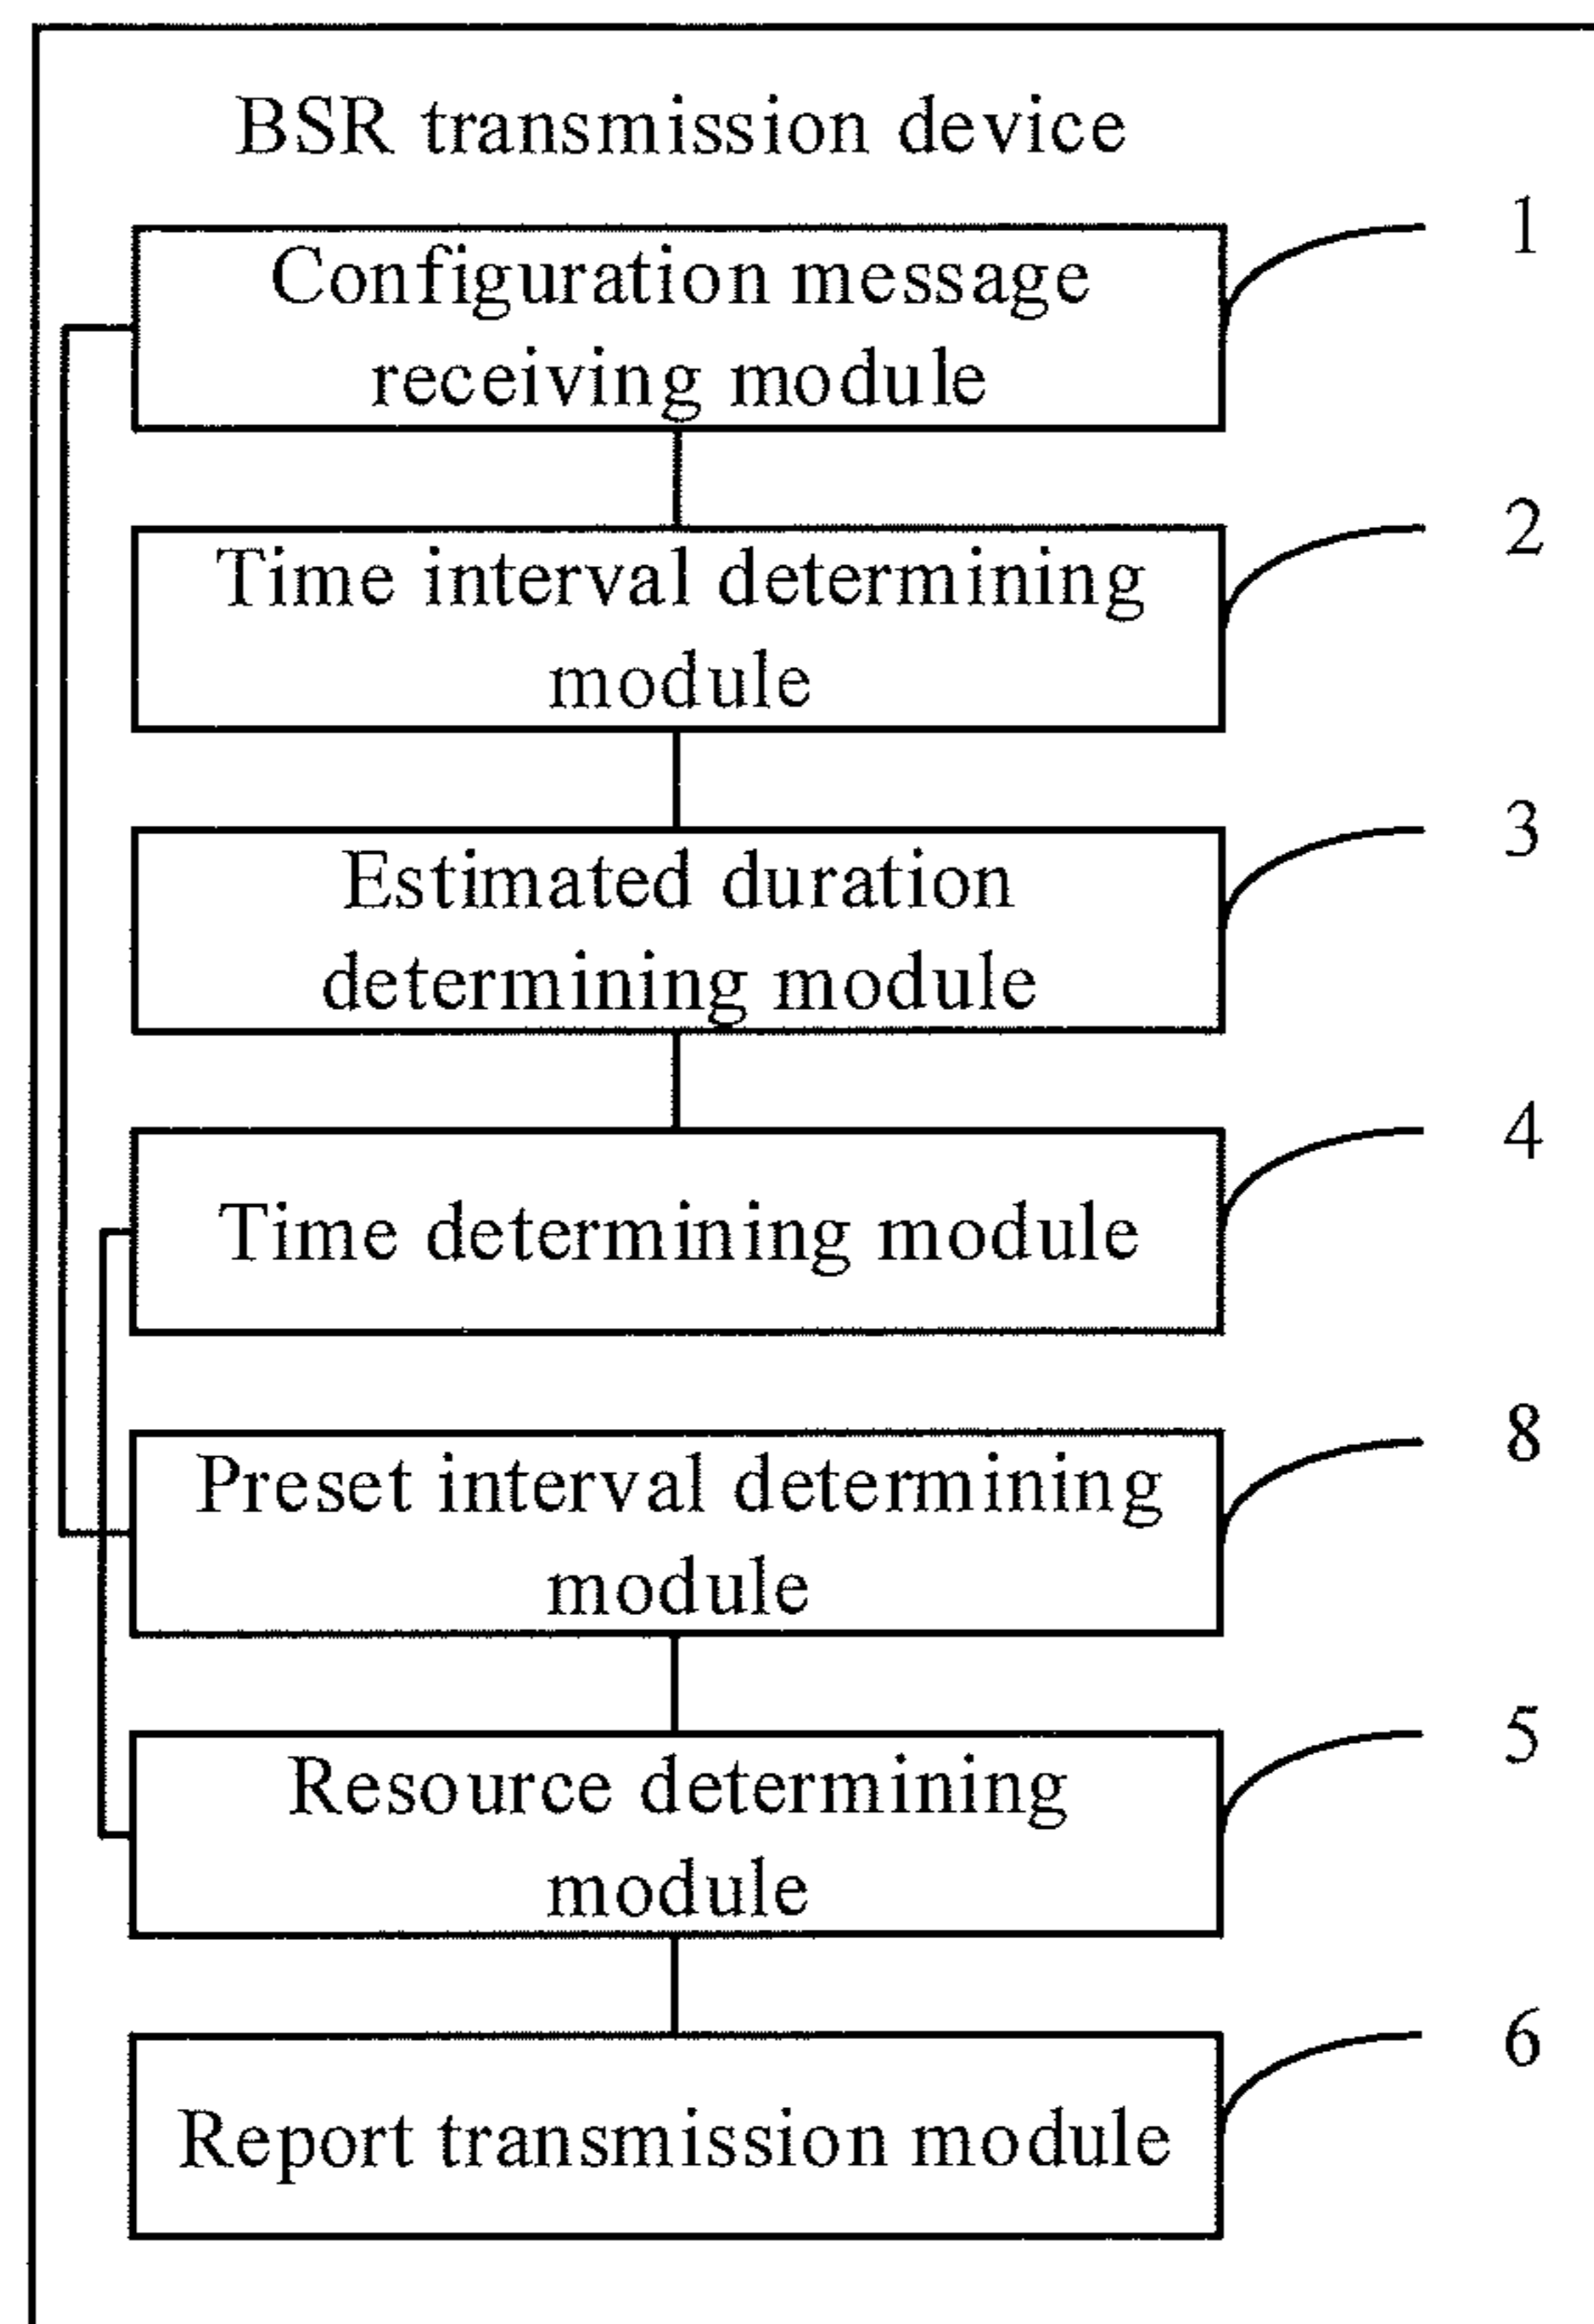 BSR transmission device
1
Configuration message
receiving module
2
Time interval determining
module
3
Estimated duration
determining module
4
Time determining module
8
Preset interval determining
module
5
Resource determining
module
6
Report transmission module